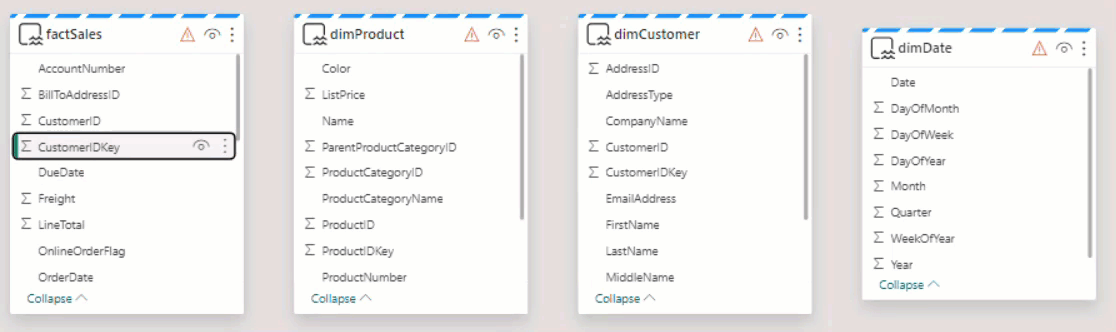 factSales
AccountNumber
Σ BillToAddressID
Σ CustomerID
Σ CustomerIDKey
DueDate
Σ Freight
Σ LineTotal
OnlineOrderFlag
OrderDate
Collapse
dimProduct
Color
Σ ListPrice
Name
Σ ParentProductCategoryID
Σ ProductCategoryID
ProductCategoryName
Σ ProductID
Σ ProductIDKey
ProductNumber
Collapse
dimCustomer
Σ AddressID
AddressType
CompanyName
Σ CustomerID
Σ CustomerIDKey
EmailAddress
FirstName
LastName
MiddleName
Collapse
dimDate
Date
Σ DayOfMonth
Σ DayOfWeek
Σ DayOfYear
Σ Month
Σ Quarter
Σ WeekOfYear
Σ Year
Collapse